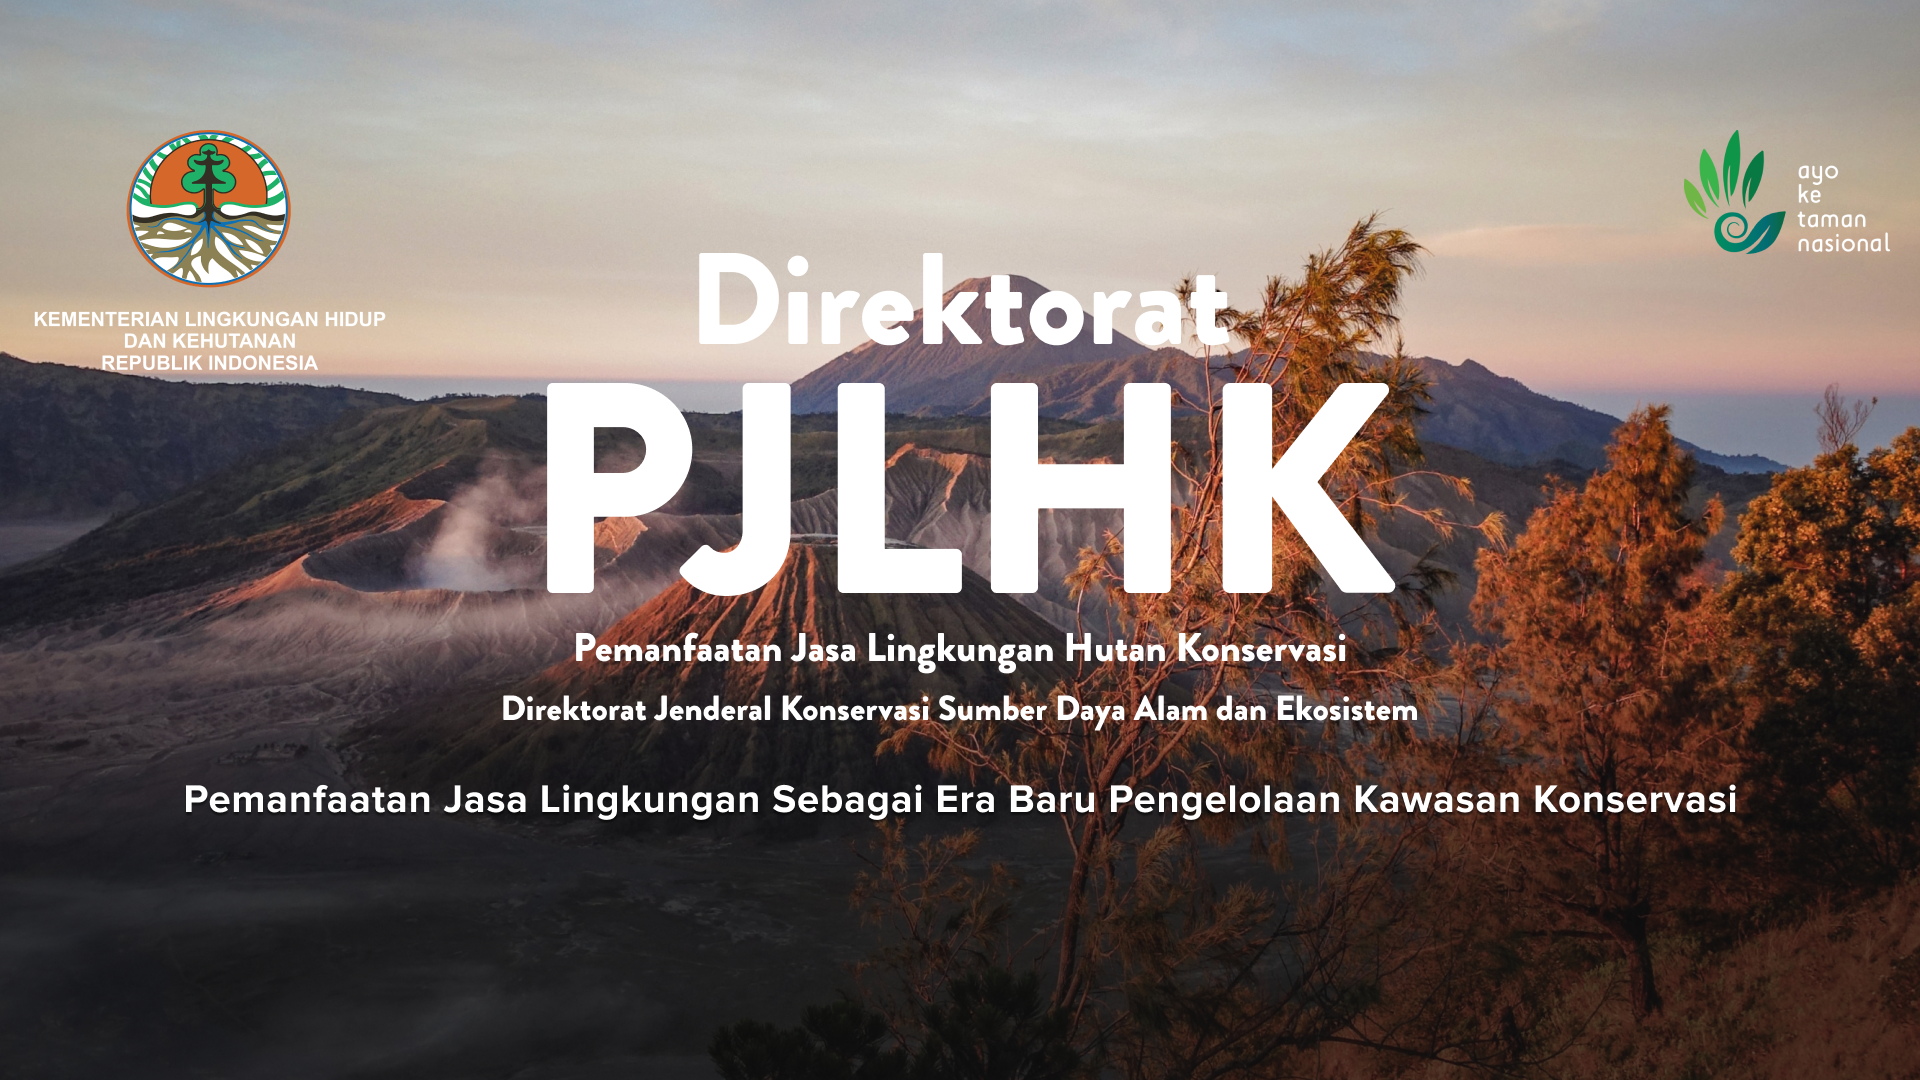 KEMENTERIAN LINGKUNGAN HIDUP
DAN KEHUTANAN
REPUBLIK INDONESIA
ayo
ke
taman
nasional
Direktorat
PJLHK
Pemanfaatan Jasa Lingkungan Hutan Konservasi
Direktorat Jenderal Konservasi Sumber Daya Alam dan Ekosistem
Pemanfaatan Jasa Lingkungan Sebagai Era Baru Pengelolaan Kawasan Konservasi